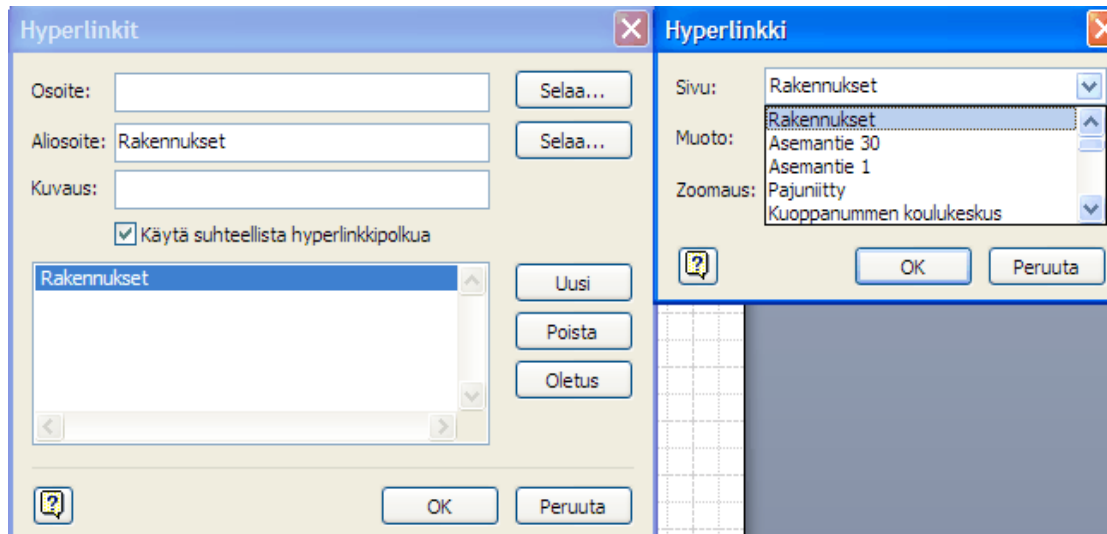 Hyperlinkit
Osoite:
Selaa...
Aliosoite: Rakennukset
Selaa...
Kuvaus:
Käytä suhteellista hyperlinkkipolkua
Rakennukset
Uusi
Poista
Oletus
OK
Peruuta
Hyperlinkki
Sivu: Rakennukset
Rakennukset
Muoto: Asemantie 30
Asemantie 1
Zoomaus: Pajuniitty
Kuoppanummen koulukeskus
OK
Peruuta